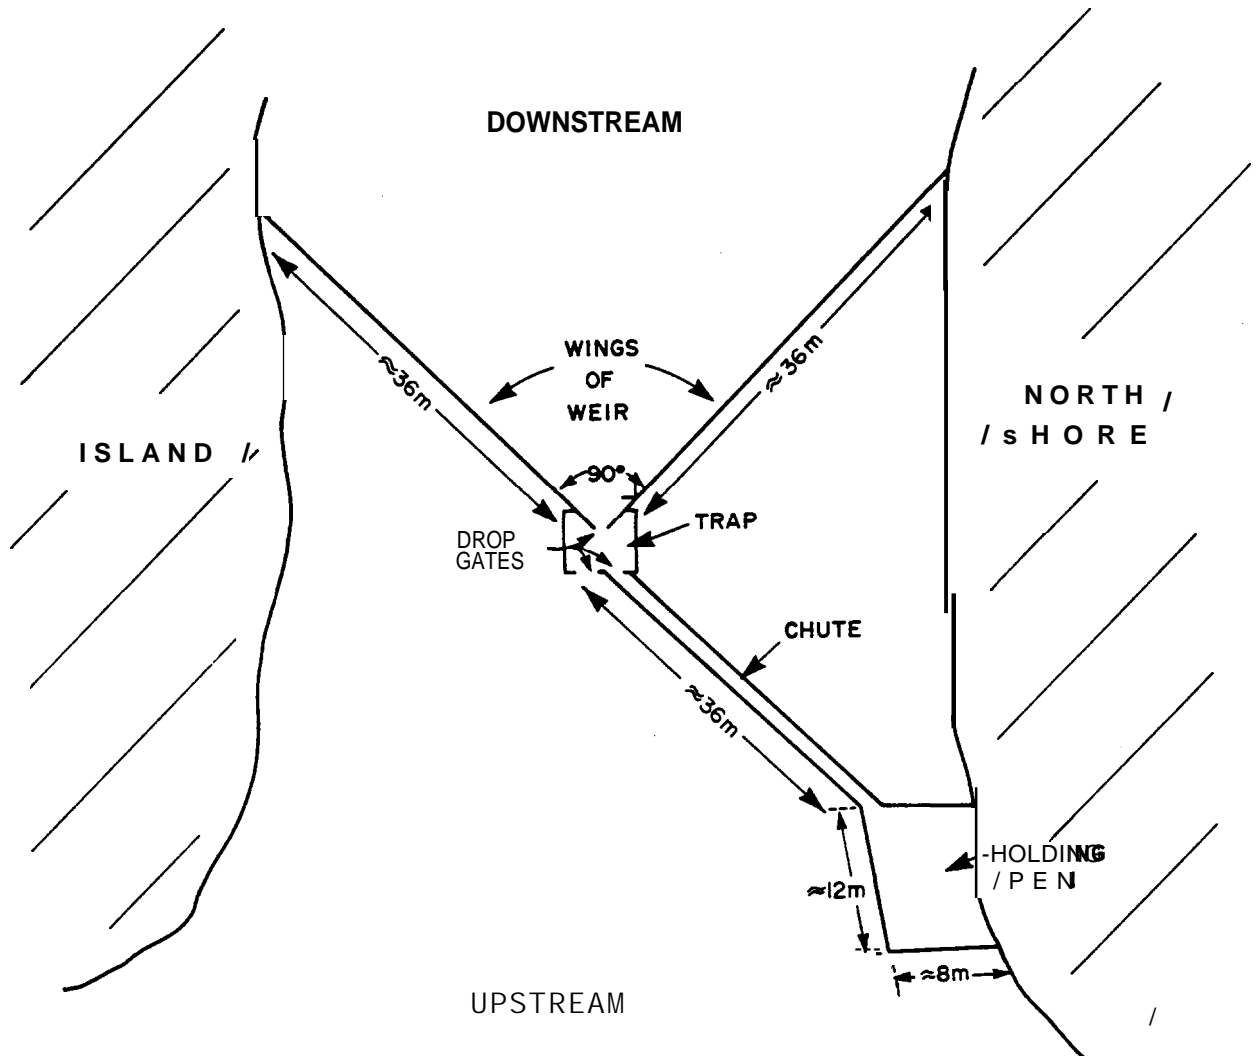 DOWNSTREAM
WINGS
OF
WEIR
≈36m
≈36m
NORTH /
/ sHORE
ISLAND /
90°
TRAP
DROP
GATES
CHUTE
≈36m
-HOLDING
/ PEN
≈12m
≈8m
UPSTREAM